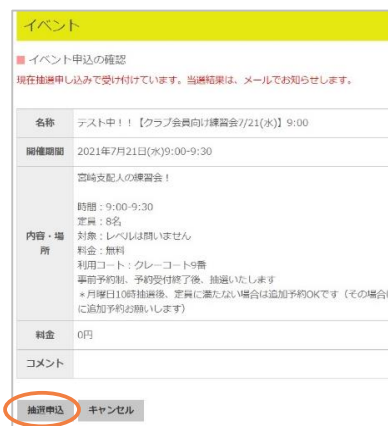 イベント
イベント申込の確認
現在抽選申し込みで受け付けています。当選結果は、メールでお知らせします。
名称 テスト中！！【クラブ会員向け練習会7/21(水)】9:00
開催期間 2021年7月21日(水)9:00-9:30
内容・場所
宮崎支配人の練習会！
時間：9:00-9:30
定員：8名
対象：レベルは問いません
料金：無料
利用コート：クレーコート9番
事前予約制、予約受付終了後、抽選いたします
＊月曜日10時抽選後、定員に満たない場合は追加予約OKです（その場合
に追加予約お願いします）
料金 0円
コメント
抽選申込 キャンセル